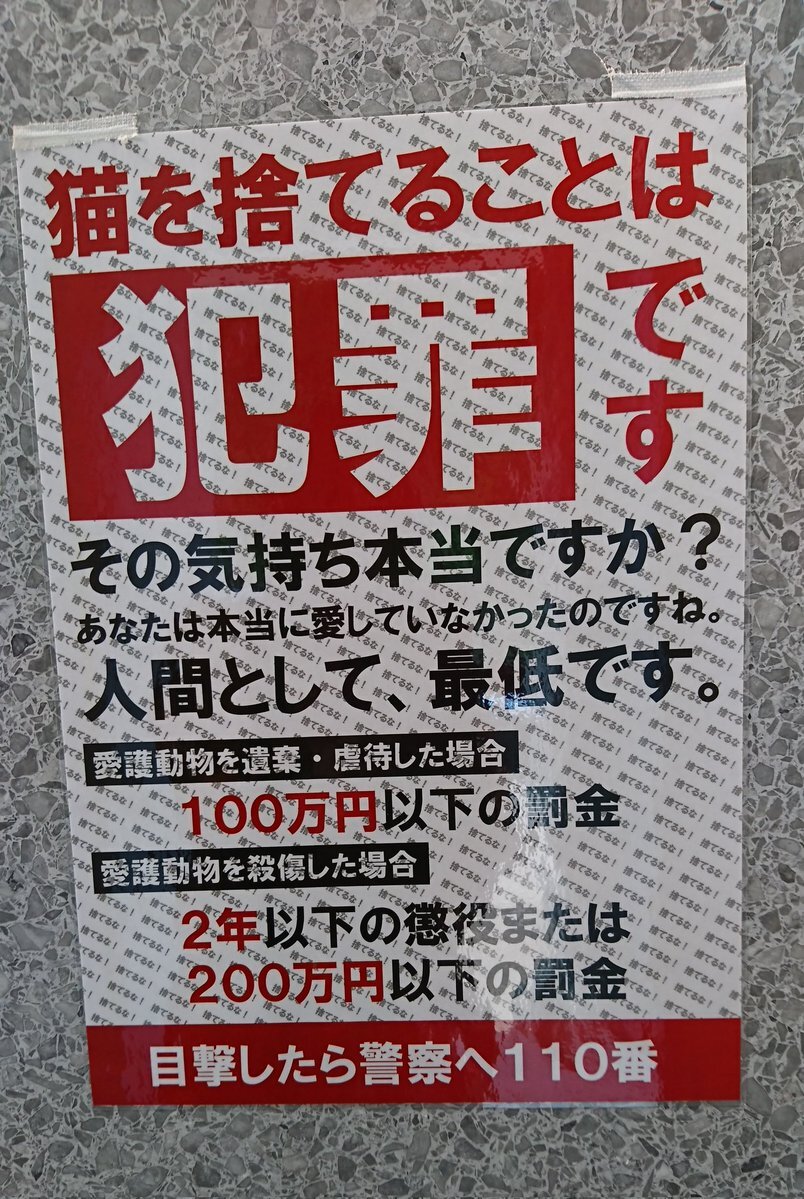 猫を捨てることは
犯罪です
その気持ち本当ですか?
あなたは本当に愛していなかったのですね。
人間として、最低です。
愛護動物を遺棄・虐待した場合
100万円以下の罰金
愛護動物を殺傷した場合
2年以下の懲役または
200万円以下の罰金
目撃したら警察へ110番
捨てるな!